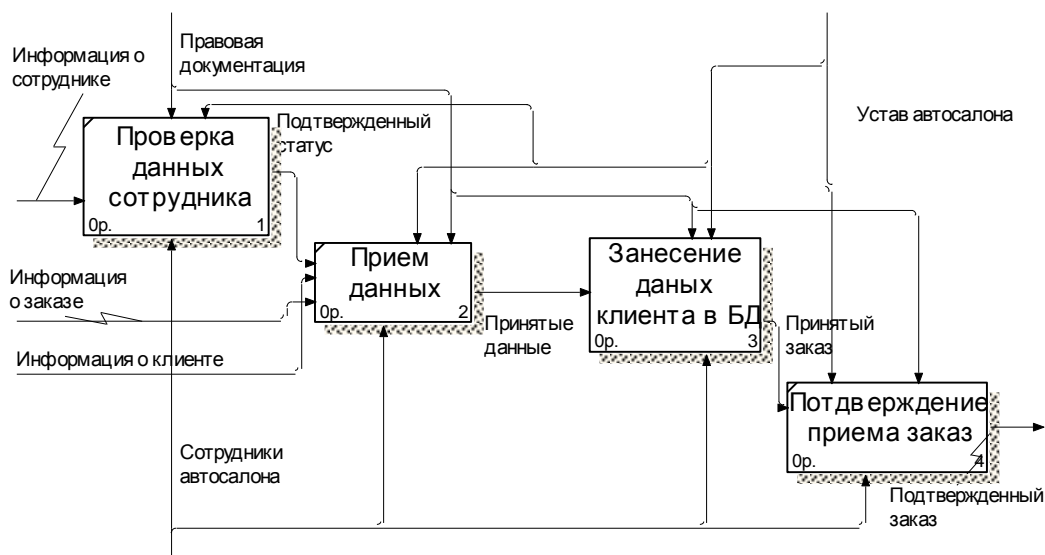 Информация о
сотруднике
Правовая
документация
Устав автосалона
Проверка
данных
сотрудника
0р. 1
Подтвержденный
статус
Информация
о заказе
Информация о клиенте
Прием
данных
0р. 2
Принятые
данные
Занесение
даных
клиента в БД
0р. 3
Принятый
заказ
Потдверждение
приема заказ
0р. 4
Подтвержденный
заказ
Сотрудники
автосалона